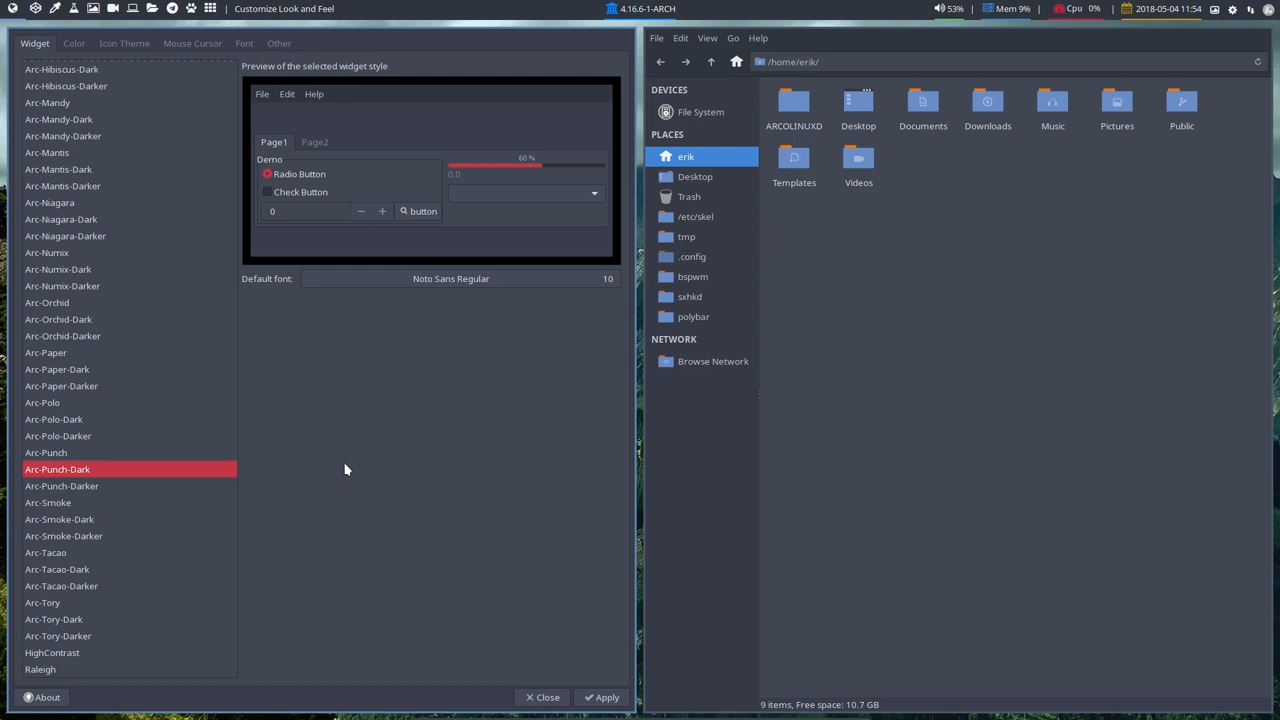 Customize Look and Feel
4.16.6-1-ARCH
53%
Mem 9%
Cpu 0%
2018-05-04 11:54
Widget
Color
Icon Theme
Mouse Cursor
Font
Other
Arc-Hibiscus-Dark
Arc-Hibiscus-Darker
Arc-Mandy
Arc-Mandy-Dark
Arc-Mandy-Darker
Arc-Mantis
Arc-Mantis-Dark
Arc-Mantis-Darker
Arc-Niagara
Arc-Niagara-Dark
Arc-Niagara-Darker
Arc-Numix
Arc-Numix-Dark
Arc-Numix-Darker
Arc-Orchid
Arc-Orchid-Dark
Arc-Orchid-Darker
Arc-Paper
Arc-Paper-Dark
Arc-Paper-Darker
Arc-Polo
Arc-Polo-Dark
Arc-Polo-Darker
Arc-Punch
Arc-Punch-Dark
Arc-Punch-Darker
Arc-Smoke
Arc-Smoke-Dark
Arc-Smoke-Darker
Arc-Tacao
Arc-Tacao-Dark
Arc-Tacao-Darker
Arc-Tory
Arc-Tory-Dark
Arc-Tory-Darker
HighContrast
Raleigh
Preview of the selected widget style
File Edit Help
Page1 Page2
Demo
Radio Button
Check Button
0
button
60 %
0.0
Default font:
Noto Sans Regular 10
About
Close
Apply
File Edit View Go Help
/home/erik/
DEVICES
File System
PLACES
erik
Desktop
Trash
/etc/skel
tmp
.config
bspwm
sxhkd
polybar
NETWORK
Browse Network
ARCOLINUXD
Desktop
Documents
Downloads
Music
Pictures
Public
Templates
Videos
9 items, Free space: 10.7 GB